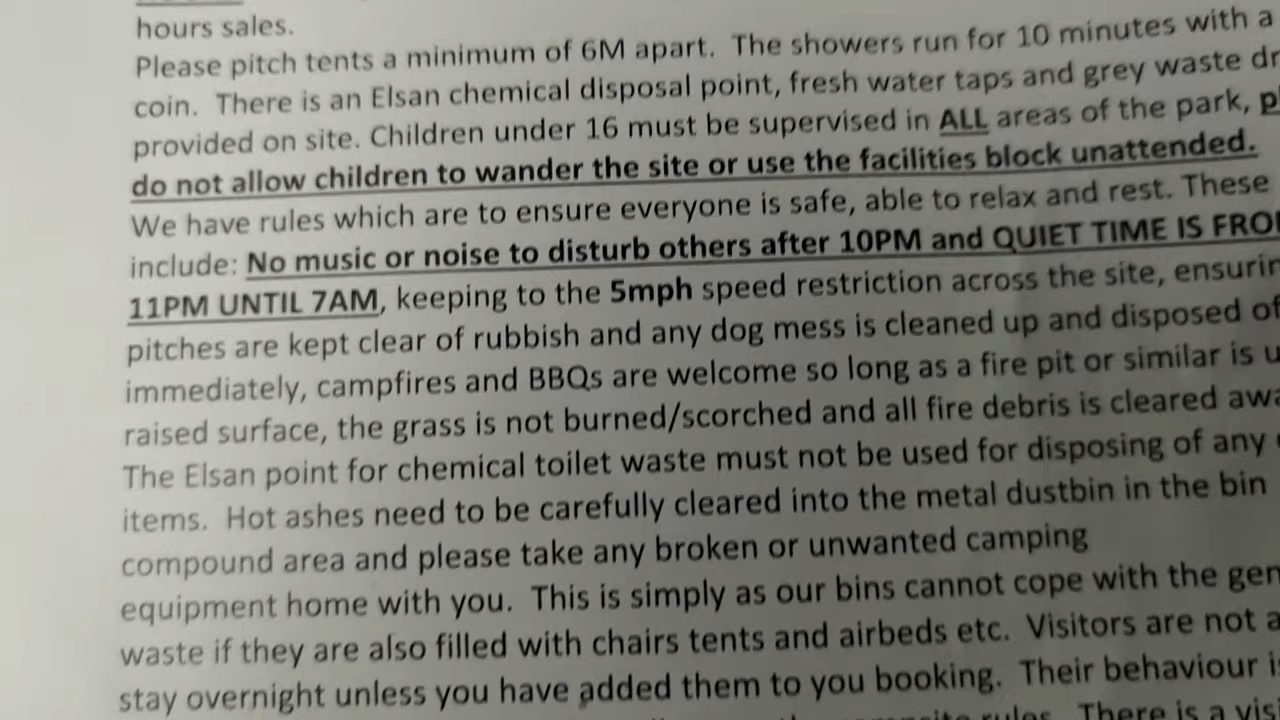 hours sales.
Please pitch tents a minimum of 6M apart. The showers run for 10 minutes with a
coin. There is an Elsan chemical disposal point, fresh water taps and grey waste
provided on site. Children under 16 must be supervised in ALL areas of the park,
do not allow children to wander the site or use the facilities block unattended.
We have rules which are to ensure everyone is safe, able to relax and rest. These
include: No music or noise to disturb others after 10PM and QUIET TIME IS
11PM UNTIL 7AM, keeping to the 5mph speed restriction across the site,
pitches are kept clear of rubbish and any dog mess is cleaned up and disposed of
immediately, campfires and BBQs are welcome so long as a fire pit or similar is
raised surface, the grass is not burned/scorched and all fire debris is cleared
The Elsan point for chemical toilet waste must not be used for disposing of any
items. Hot ashes need to be carefully cleared into the metal dustbin in the bin
compound area and please take any broken or unwanted camping
equipment home with you. This is simply as our bins cannot cope with the
waste if they are also filled with chairs tents and airbeds etc. Visitors are not
stay overnight unless you have added them to you booking. Their behaviour
rules. There is a